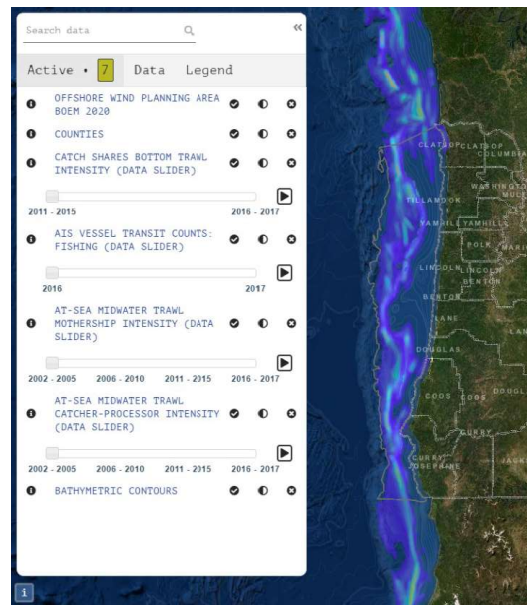 Search data
«
Active • 7 Data Legend
OFFSHORE WIND PLANNING AREA
BOEM 2020
COUNTIES
CATCH SHARES BOTTOM TRAWL
INTENSITY (DATA SLIDER)
2011 - 2015 2016 - 2017
AIS VESSEL TRANSIT COUNTS:
FISHING (DATA SLIDER)
2016 2017
AT-SEA MIDWATER TRAWL
MOTHERSHIP INTENSITY (DATA
SLIDER)
2002 - 2005 2006 - 2010 2011 - 2015 2016 - 2017
AT-SEA MIDWATER TRAWL
CATCHER-PROCESSOR INTENSITY
(DATA SLIDER)
2002 - 2005 2006 - 2010 2011 - 2015 2016 - 2017
BATHYMETRIC CONTOURS
i
CLATSOP CLATSOP
COLUMBIA
TILLAMOOK
YAMHILL YAMHILL
POLK
LINCOLN LINCOLN
BENTON
BENTON
LANE
DOUGLAS
COOS COOS
CURRY
CURRY
JOSEPHINE